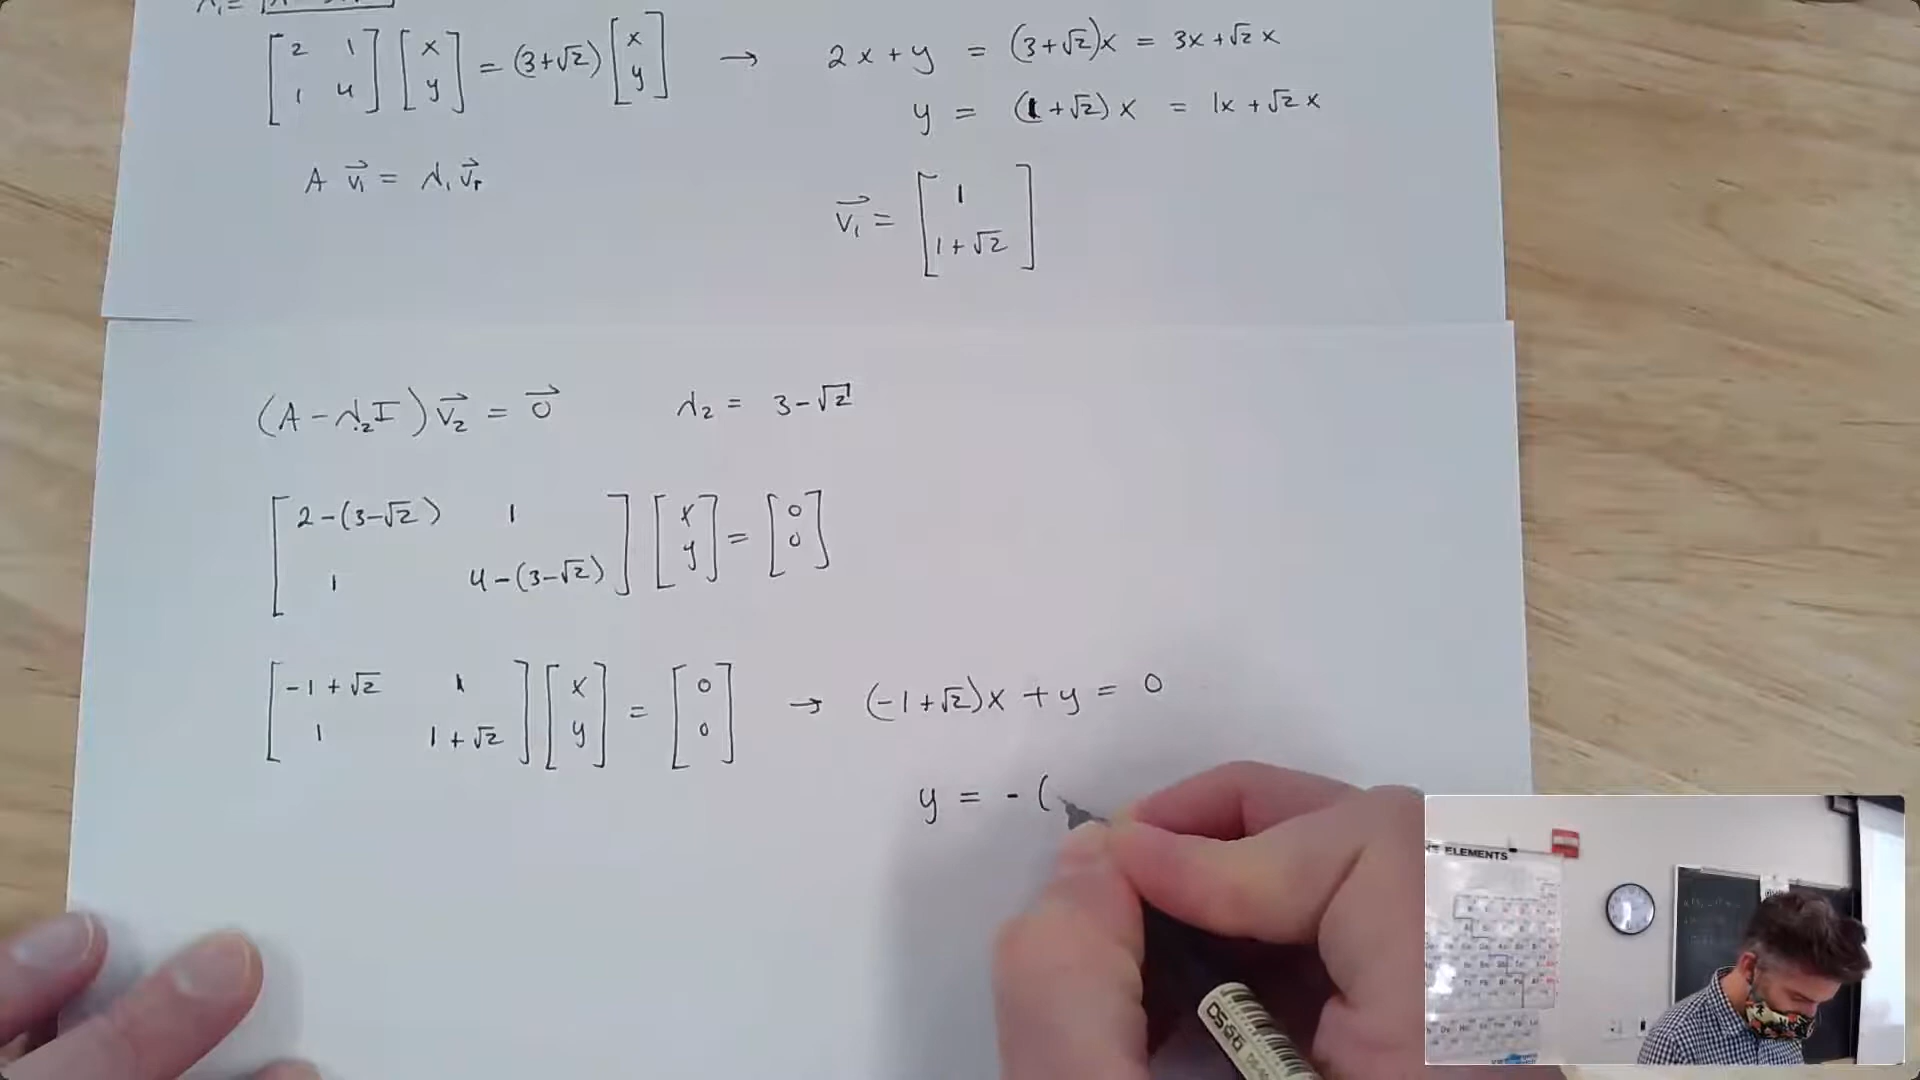 λ₁ =
[2 1; 1 4] [x; y] = (3+√2) [x; y] → 2x + y = (3+√2)x = 3x + √2 x
y = (1+√2) x = 1x + √2 x
A v⃗₁ = λ₁ v⃗₁
v⃗₁ = [1; 1+√2]
(A - λ₂I) v⃗₂ = 0⃗ λ₂ = 3-√2
[2-(3-√2) 1; 1 4-(3-√2)] [x; y] = [0; 0]
[-1+√2 1; 1 1+√2] [x; y] = [0; 0] → (-1+√2)x + y = 0
y = - (
ELEMENTS